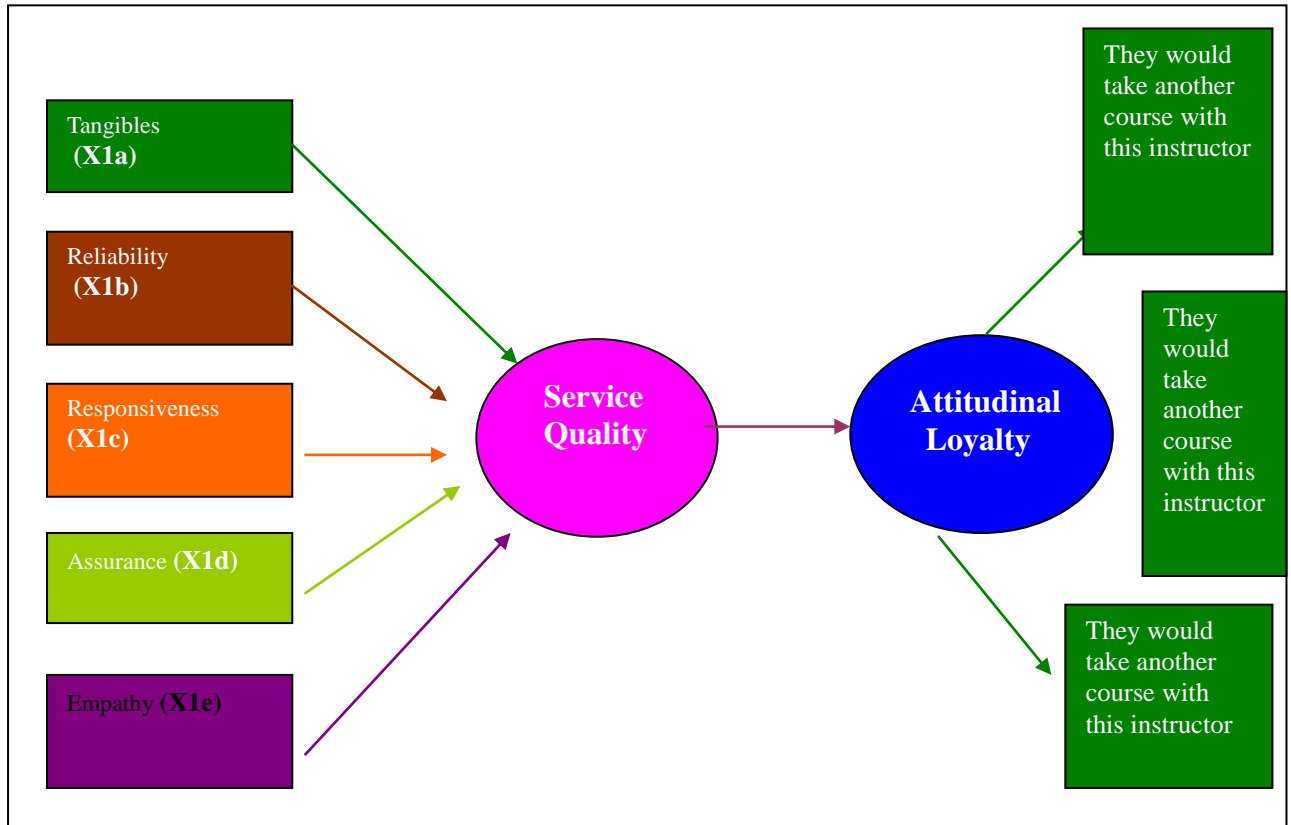 Tangibles
(X1a)
Reliability
(X1b)
Responsiveness
(X1c)
Assurance (X1d)
Empathy (X1e)
Service
Quality
Attitudinal
Loyalty
They would
take another
course with
this instructor
They
would
take
another
course
with this
instructor
They would
take another
course with
this instructor